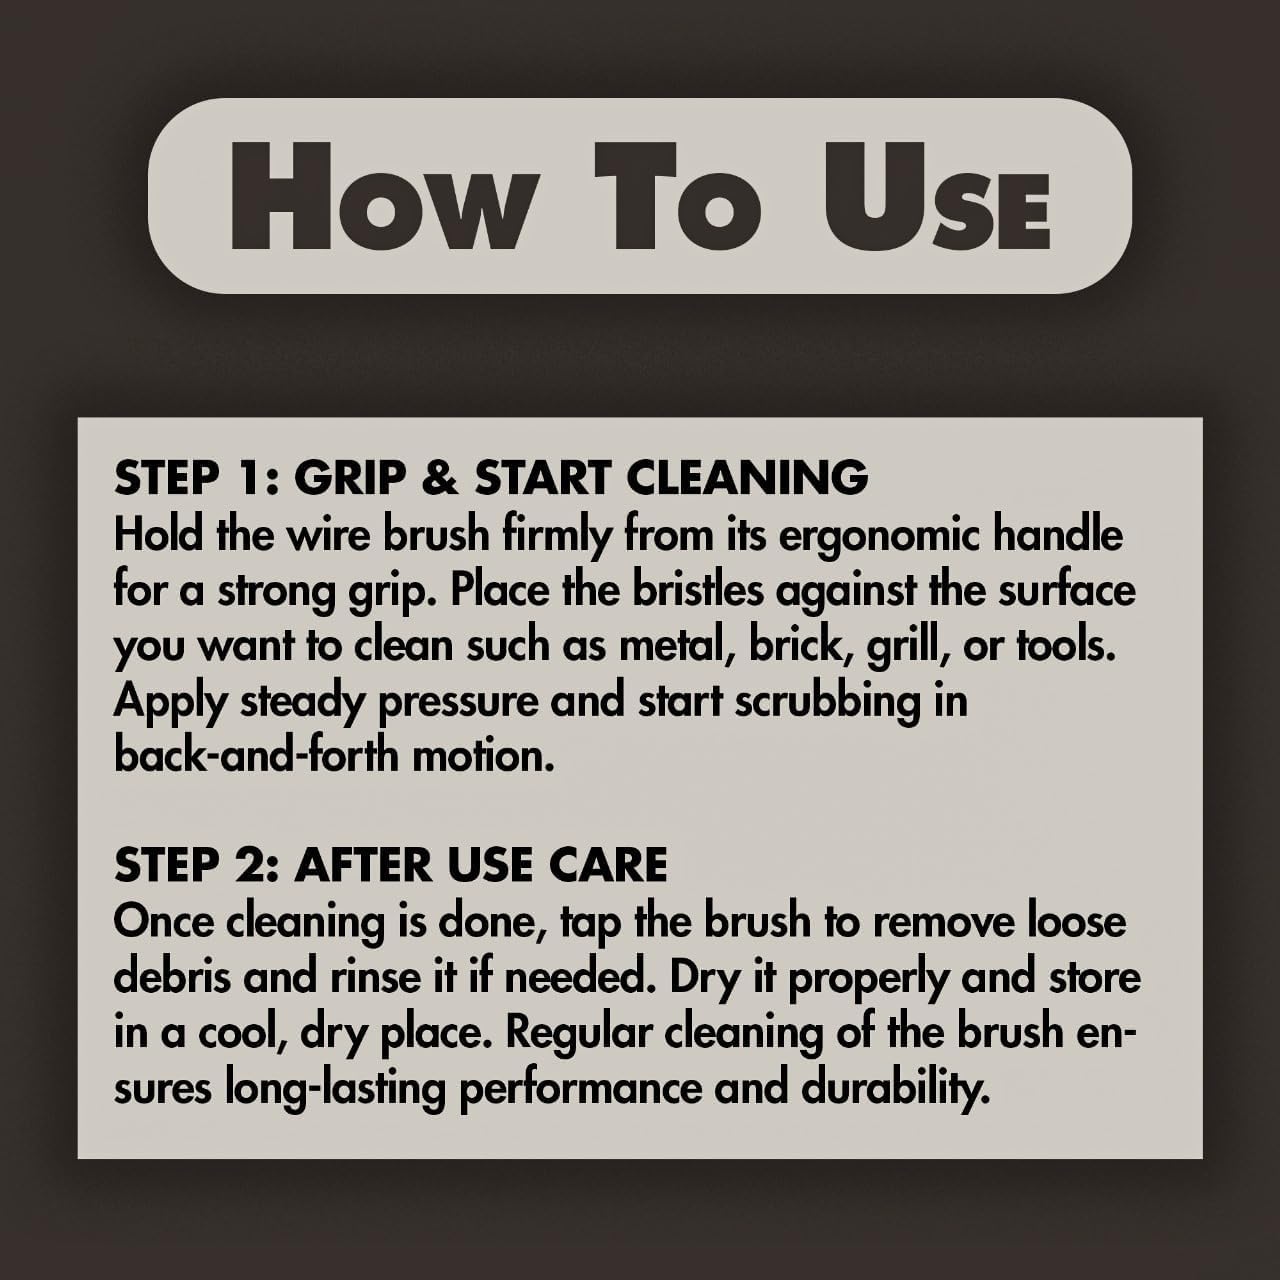 How To Use
STEP 1: GRIP & START CLEANING
Hold the wire brush firmly from its ergonomic handle
for a strong grip. Place the bristles against the surface
you want to clean such as metal, brick, grill, or tools.
Apply steady pressure and start scrubbing in
back-and-forth motion.
STEP 2: AFTER USE CARE
Once cleaning is done, tap the brush to remove loose
debris and rinse it if needed. Dry it properly and store
in a cool, dry place. Regular cleaning of the brush en-
sures long-lasting performance and durability.